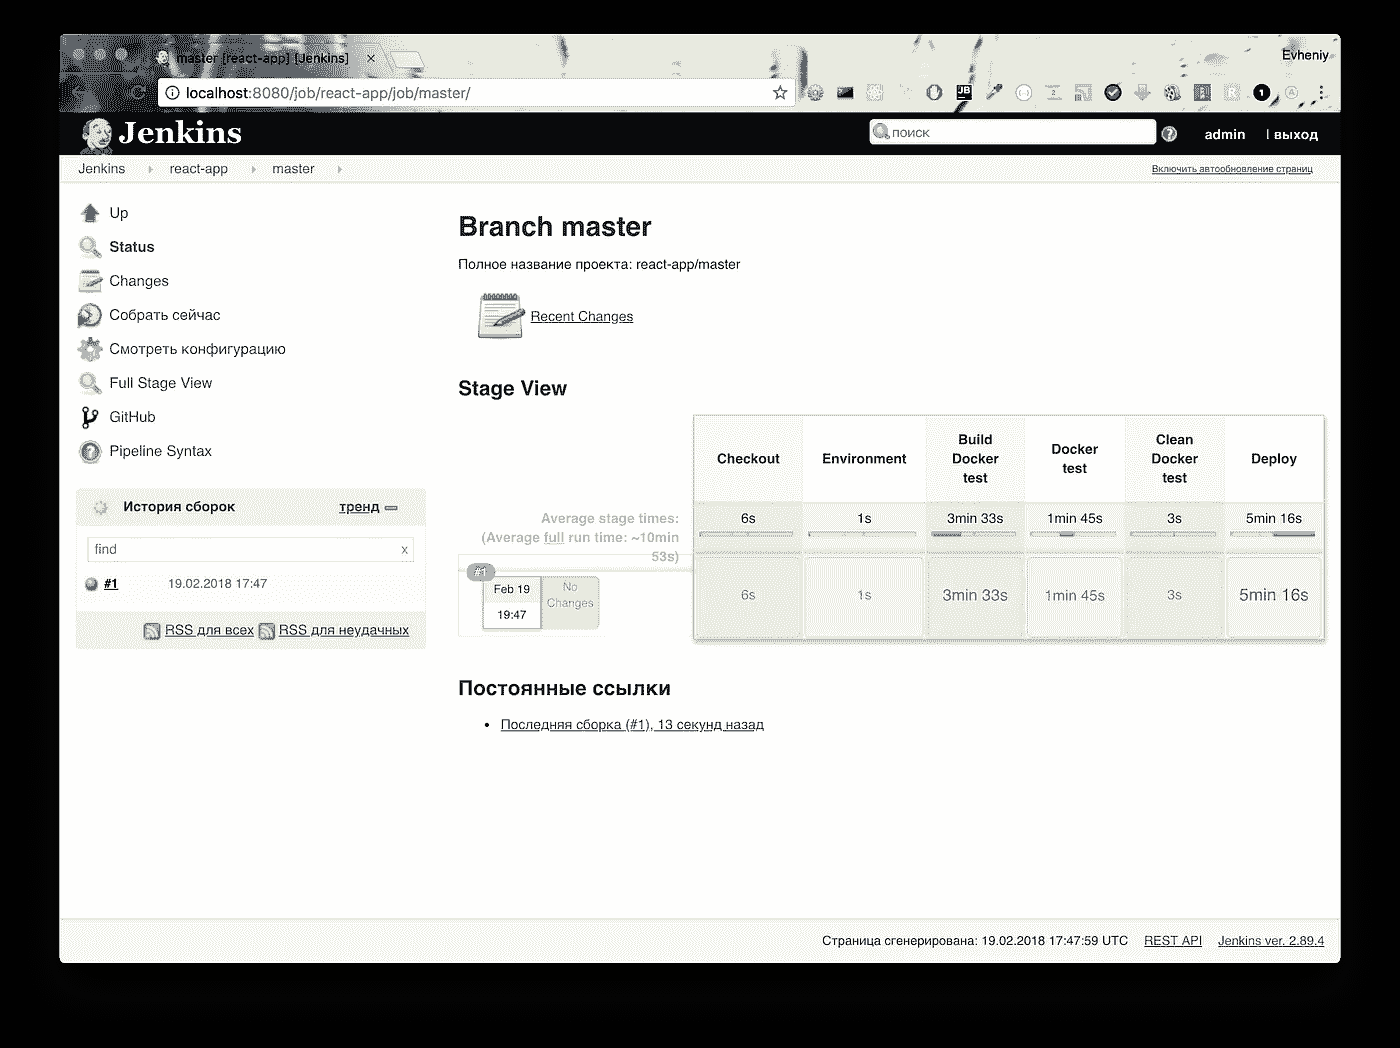 master [react-app] [Jenkins]
Evheniy
localhost:8080/job/react-app/job/master/
JB
2
1
Jenkins
поиск
admin
| выход
Jenkins
react-app
master
Включить автообновление страниц
Up
Status
Changes
Собрать сейчас
Смотреть конфигурацию
Full Stage View
GitHub
Pipeline Syntax
История сборок
тренд
find
x
#1
19.02.2018 17:47
RSS для всех
RSS для неудачных
Branch master
Полное название проекта: react-app/master
Recent Changes
Stage View
Checkout
Environment
Build
Docker
test
Docker
test
Clean
Docker
test
Deploy
Average stage times:
(Average full run time: ~10min
53s)
6s
1s
3min 33s
1min 45s
3s
5min 16s
#1
Feb 19
19:47
No
Changes
6s
1s
3min 33s
1min 45s
3s
5min 16s
Постоянные ссылки
Последняя сборка (#1), 13 секунд назад
Страница сгенерирована: 19.02.2018 17:47:59 UTC
REST API
Jenkins ver. 2.89.4